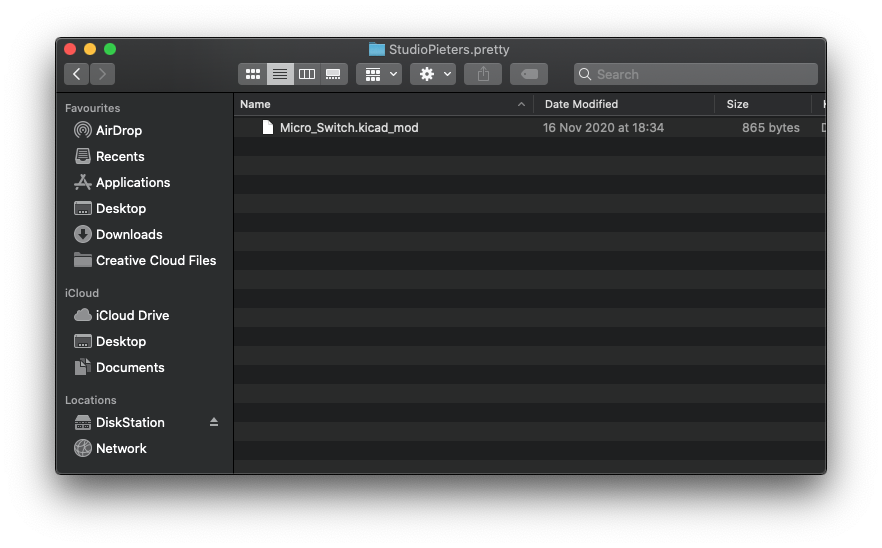 StudioPieters.pretty
Search
Favourites
AirDrop
Recents
Applications
Desktop
Downloads
Creative Cloud Files
iCloud
iCloud Drive
Desktop
Documents
Locations
DiskStation
Network
Name Date Modified Size
Micro_Switch.kicad_mod 16 Nov 2020 at 18:34 865 bytes